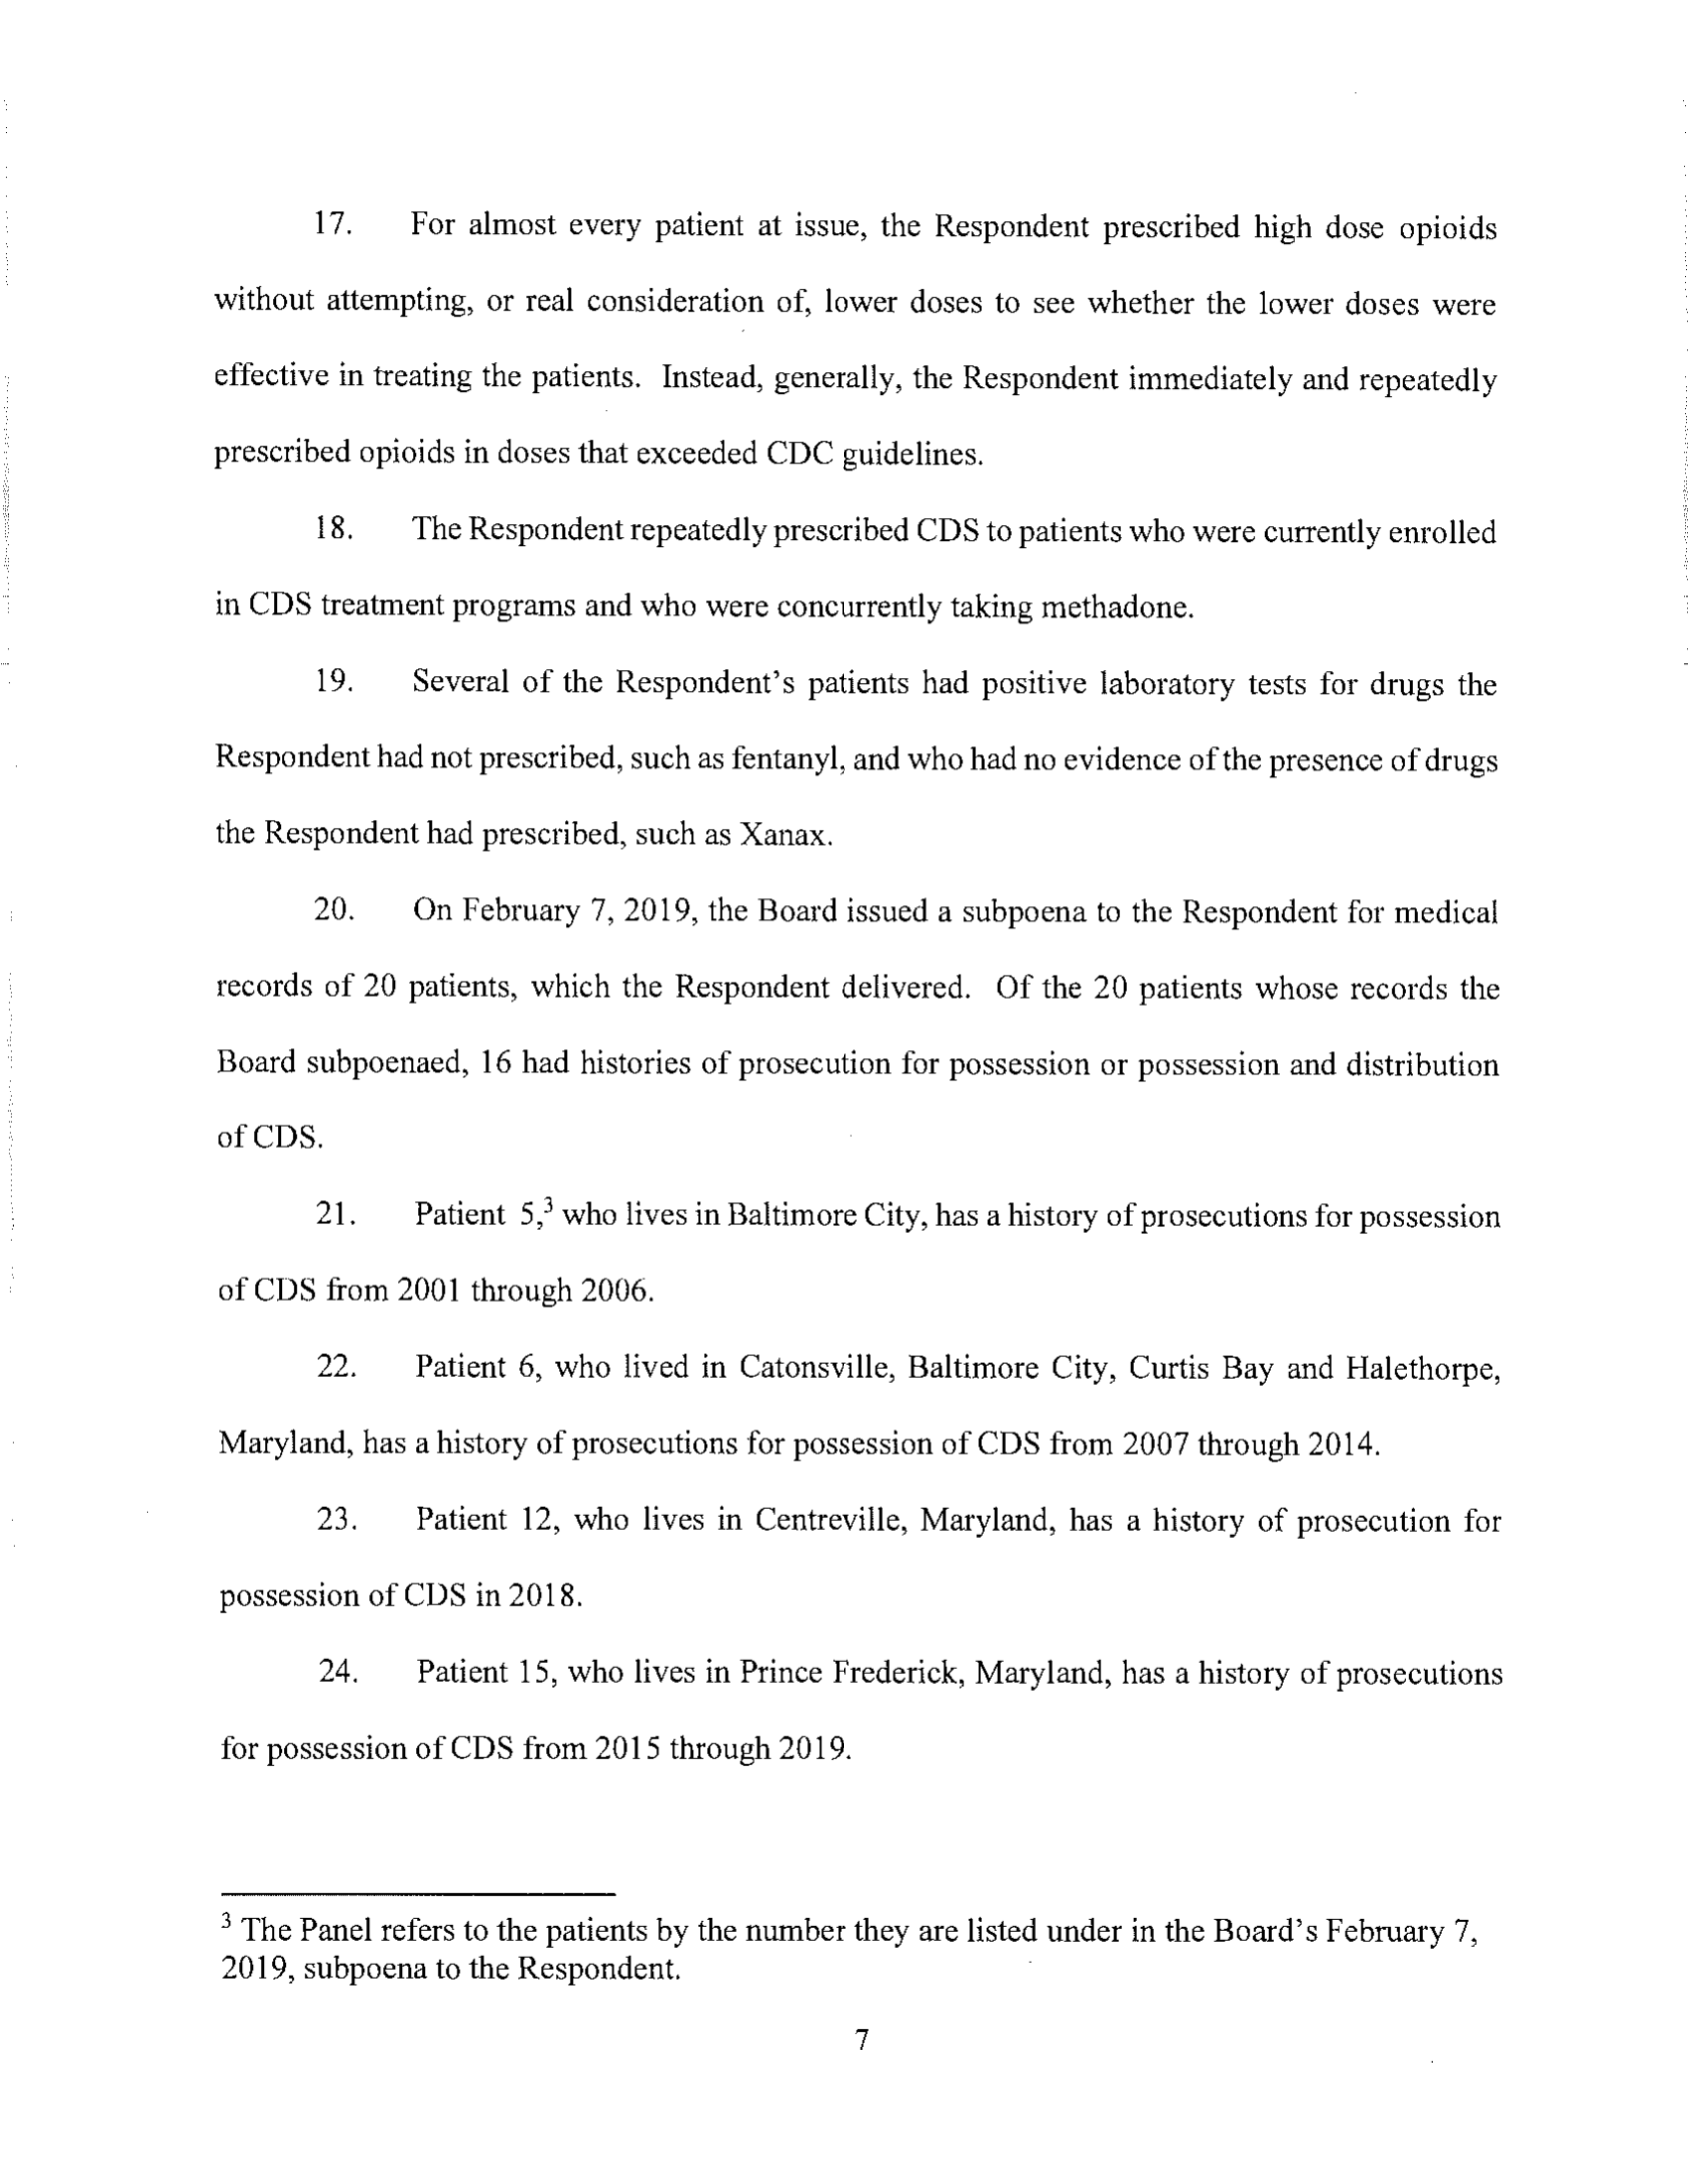 17. For almost every patient at issue, the Respondent prescribed high dose opioids
without attempting, or real consideration of, lower doses to see whether the lower doses were
effective in treating the patients. Instead, generally, the Respondent immediately and repeatedly
prescribed opioids in doses that exceeded CDC guidelines.
18. The Respondent repeatedly prescribed CDS to patients who were currently enrolled
in CDS treatment programs and who were concurrently taking methadone.
19. Several of the Respondent's patients had positive laboratory tests for drugs the
Respondent had not prescribed, such as fentanyl, and who had no evidence of the presence of drugs
the Respondent had prescribed, such as Xanax.
20. On February 7, 2019, the Board issued a subpoena to the Respondent for medical
records of 20 patients, which the Respondent delivered. Of the 20 patients whose records the
Board subpoenaed, 16 had histories of prosecution for possession or possession and distribution
of CDS.
21. Patient 5,³ who lives in Baltimore City, has a history of prosecutions for possession
of CDS from 2001 through 2006.
22. Patient 6, who lived in Catonsville, Baltimore City, Curtis Bay and Halethorpe,
Maryland, has a history of prosecutions for possession of CDS from 2007 through 2014.
23. Patient 12, who lives in Centreville, Maryland, has a history of prosecution for
possession of CDS in 2018.
24. Patient 15, who lives in Prince Frederick, Maryland, has a history of prosecutions
for possession of CDS from 2015 through 2019.
³ The Panel refers to the patients by the number they are listed under in the Board's February 7,
2019, subpoena to the Respondent.
7